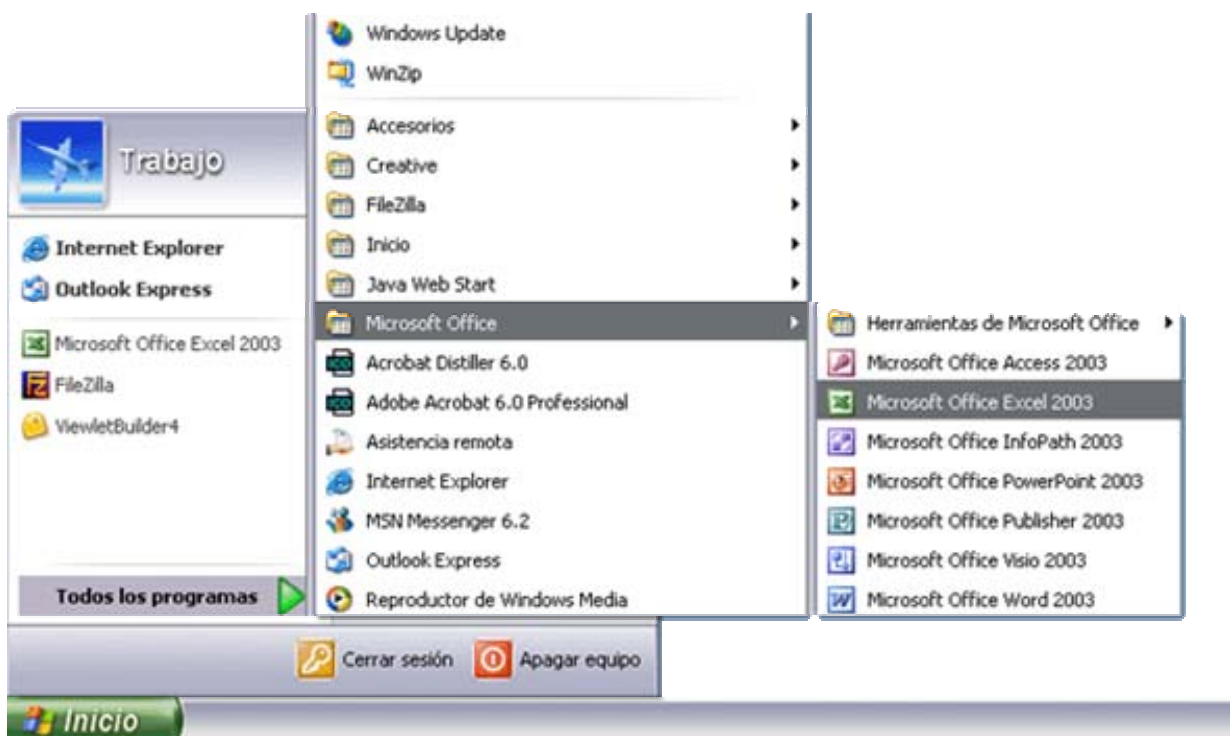 Windows Update
WinZip
Accesorios
Creative
FileZilla
Inicio
Java Web Start
Microsoft Office
Acrobat Distiller 6.0
Adobe Acrobat 6.0 Professional
Asistencia remota
Internet Explorer
MSN Messenger 6.2
Outlook Express
Reproductor de Windows Media
Trabajo
Internet Explorer
Outlook Express
Microsoft Office Excel 2003
FileZilla
ViewletBuilder4
Todos los programas
Herramientas de Microsoft Office
Microsoft Office Access 2003
Microsoft Office Excel 2003
Microsoft Office InfoPath 2003
Microsoft Office PowerPoint 2003
Microsoft Office Publisher 2003
Microsoft Office Visio 2003
Microsoft Office Word 2003
Cerrar sesión
Apagar equipo
Inicio